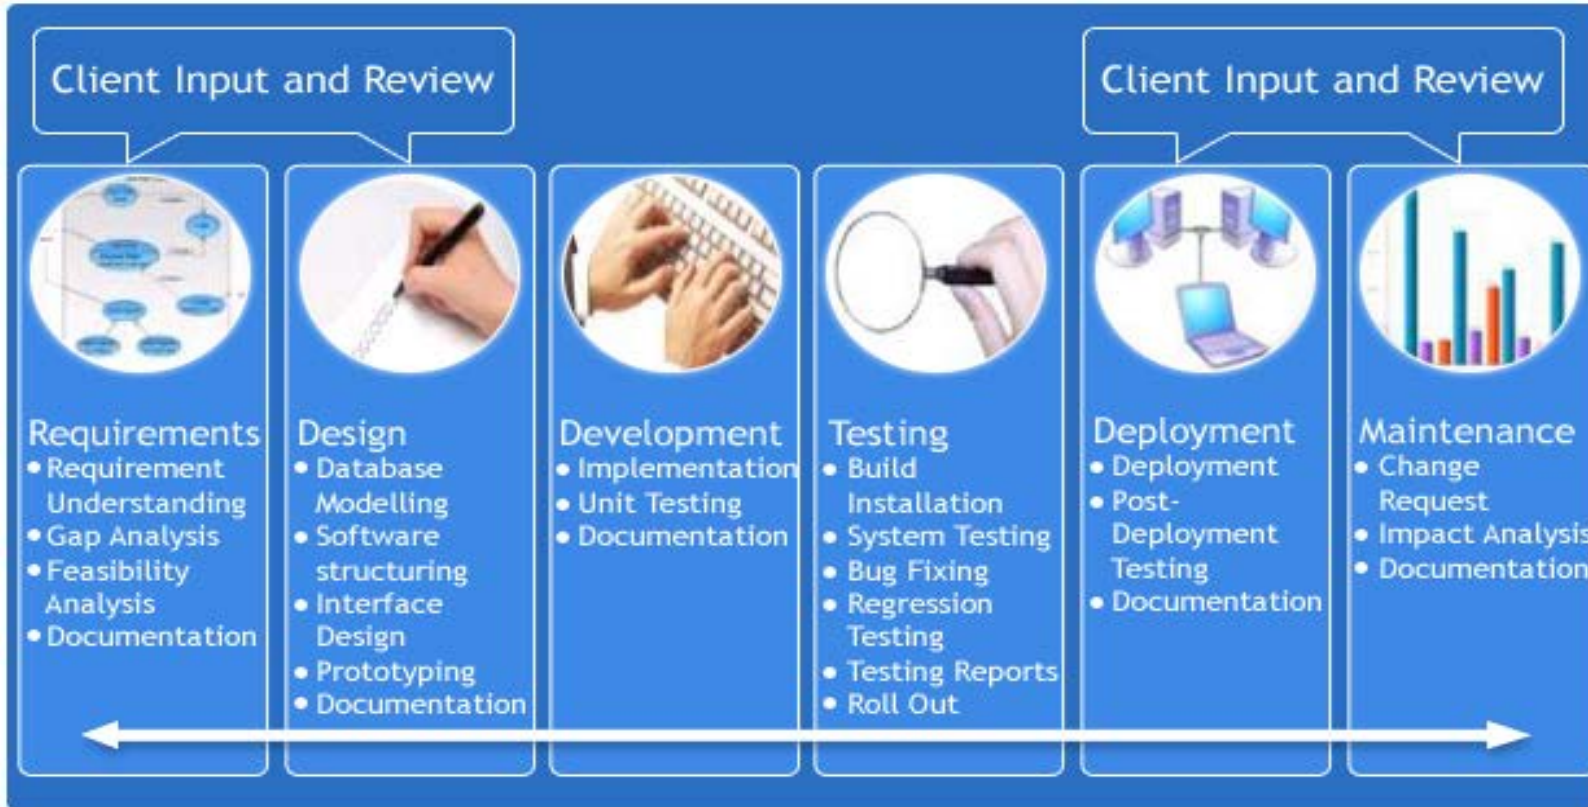 Client Input and Review
Client Input and Review
Requirements
• Requirement
Understanding
• Gap Analysis
• Feasibility
Analysis
• Documentation
Design
• Database
Modelling
• Software
structuring
• Interface
Design
• Prototyping
• Documentation
Development
• Implementation
• Unit Testing
• Documentation
Testing
• Build
Installation
• System Testing
• Bug Fixing
• Regression
Testing
• Testing Reports
• Roll Out
Deployment
• Deployment
• Post-
Deployment
Testing
• Documentation
Maintenance
• Change
Request
• Impact Analysis
• Documentation